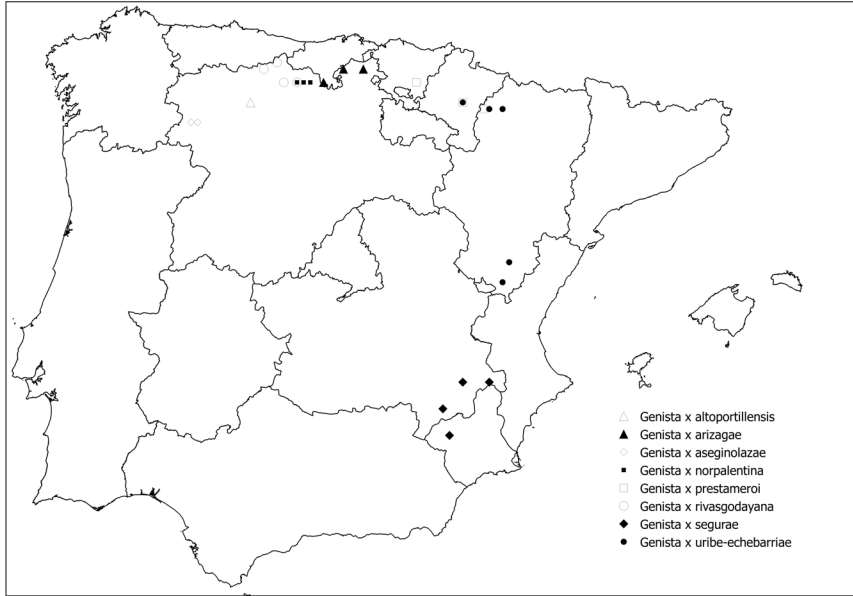 Genista x altoportillensis
Genista x arizagae
Genista x aseginolazae
Genista x norpalentina
Genista x prestameroi
Genista x rivasgodayana
Genista x segurae
Genista x uribe-echebarriae